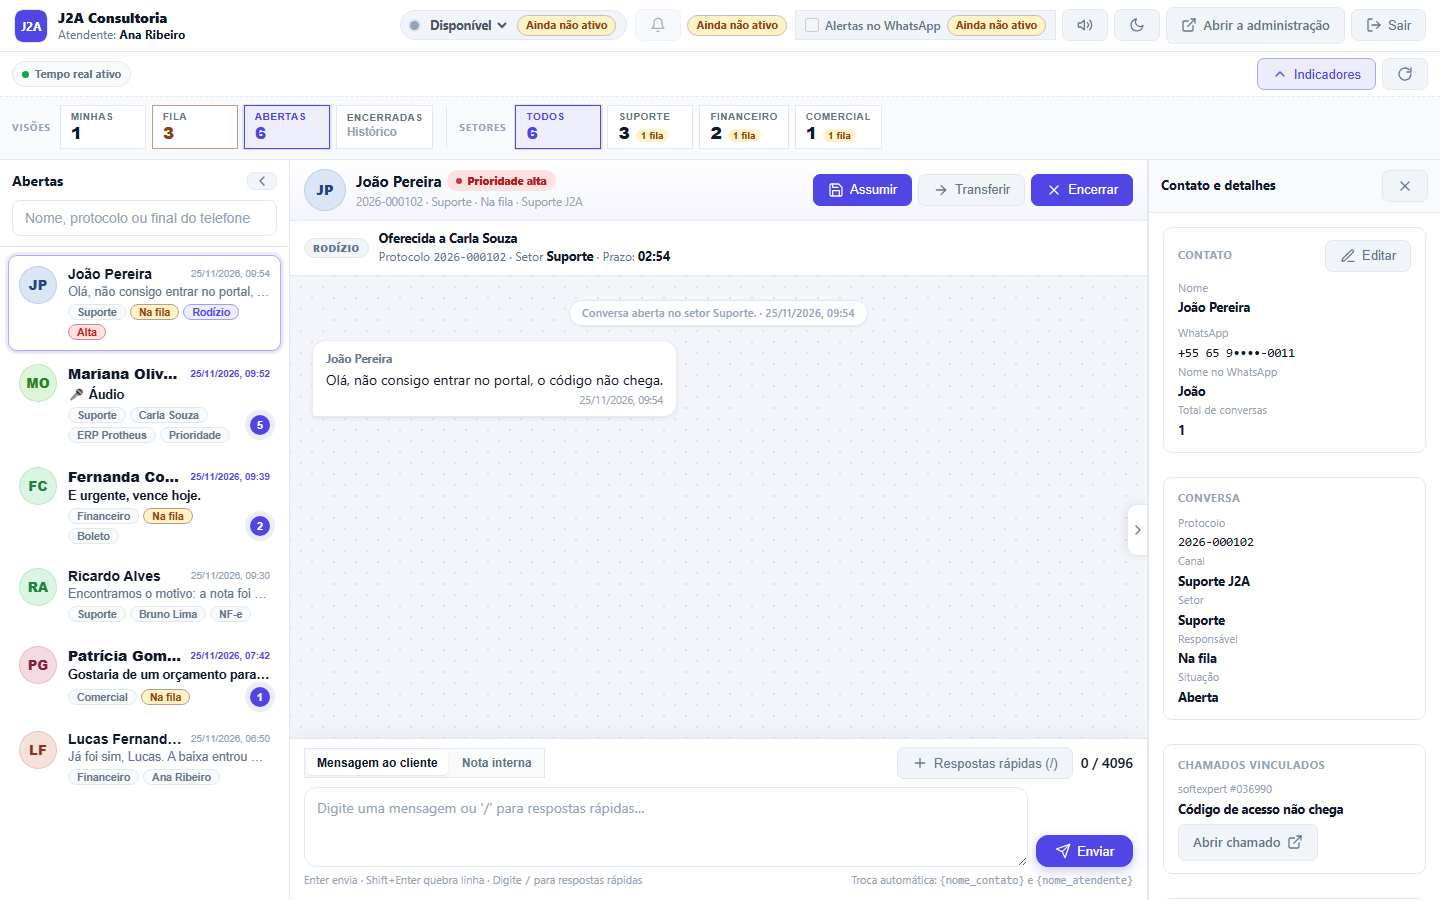 J2A
J2A Consultoria
Atendente: Ana Ribeiro
Disponível
Ainda não ativo
Ainda não ativo
Alertas no WhatsApp
Ainda não ativo
Abrir a administração
Sair
Tempo real ativo
Indicadores
VISÕES
MINHAS
1
FILA
3
ABERTAS
6
ENCERRADAS
Histórico
SETORES
TODOS
6
SUPORTE
3 1 fila
FINANCEIRO
2 1 fila
COMERCIAL
1 1 fila
Abertas
Nome, protocolo ou final do telefone
JP
João Pereira 25/11/2026, 09:54
Olá, não consigo entrar no portal, ...
Suporte Na fila Rodízio
Alta
MO
Mariana Oliv... 25/11/2026, 09:52
🎤 Áudio
Suporte Carla Souza
ERP Protheus Prioridade
5
FC
Fernanda Co... 25/11/2026, 09:39
E urgente, vence hoje.
Financeiro Na fila
Boleto
2
RA
Ricardo Alves 25/11/2026, 09:30
Encontramos o motivo: a nota foi ...
Suporte Bruno Lima NF-e
PG
Patrícia Gom... 25/11/2026, 07:42
Gostaria de um orçamento para...
Comercial Na fila
1
LF
Lucas Fernand... 25/11/2026, 06:50
Já foi sim, Lucas. A baixa entrou ...
Financeiro Ana Ribeiro
JP
João Pereira Prioridade alta
2026-000102 · Suporte · Na fila · Suporte J2A
Assumir
Transferir
Encerrar
RODÍZIO
Oferecida a Carla Souza
Protocolo 2026-000102 · Setor Suporte · Prazo: 02:54
Conversa aberta no setor Suporte. · 25/11/2026, 09:54
João Pereira
Olá, não consigo entrar no portal, o código não chega.
25/11/2026, 09:54
Mensagem ao cliente
Nota interna
Respostas rápidas (/)
0 / 4096
Digite uma mensagem ou '/' para respostas rápidas...
Enviar
Enter envia · Shift+Enter quebra linha · Digite / para respostas rápidas
Troca automática: {nome_contato} e {nome_atendente}
Contato e detalhes
CONTATO
Editar
Nome
João Pereira
WhatsApp
+55 65 9••••-0011
Nome no WhatsApp
João
Total de conversas
1
CONVERSA
Protocolo
2026-000102
Canal
Suporte J2A
Setor
Suporte
Responsável
Na fila
Situação
Aberta
CHAMADOS VINCULADOS
softexpert #036990
Código de acesso não chega
Abrir chamado